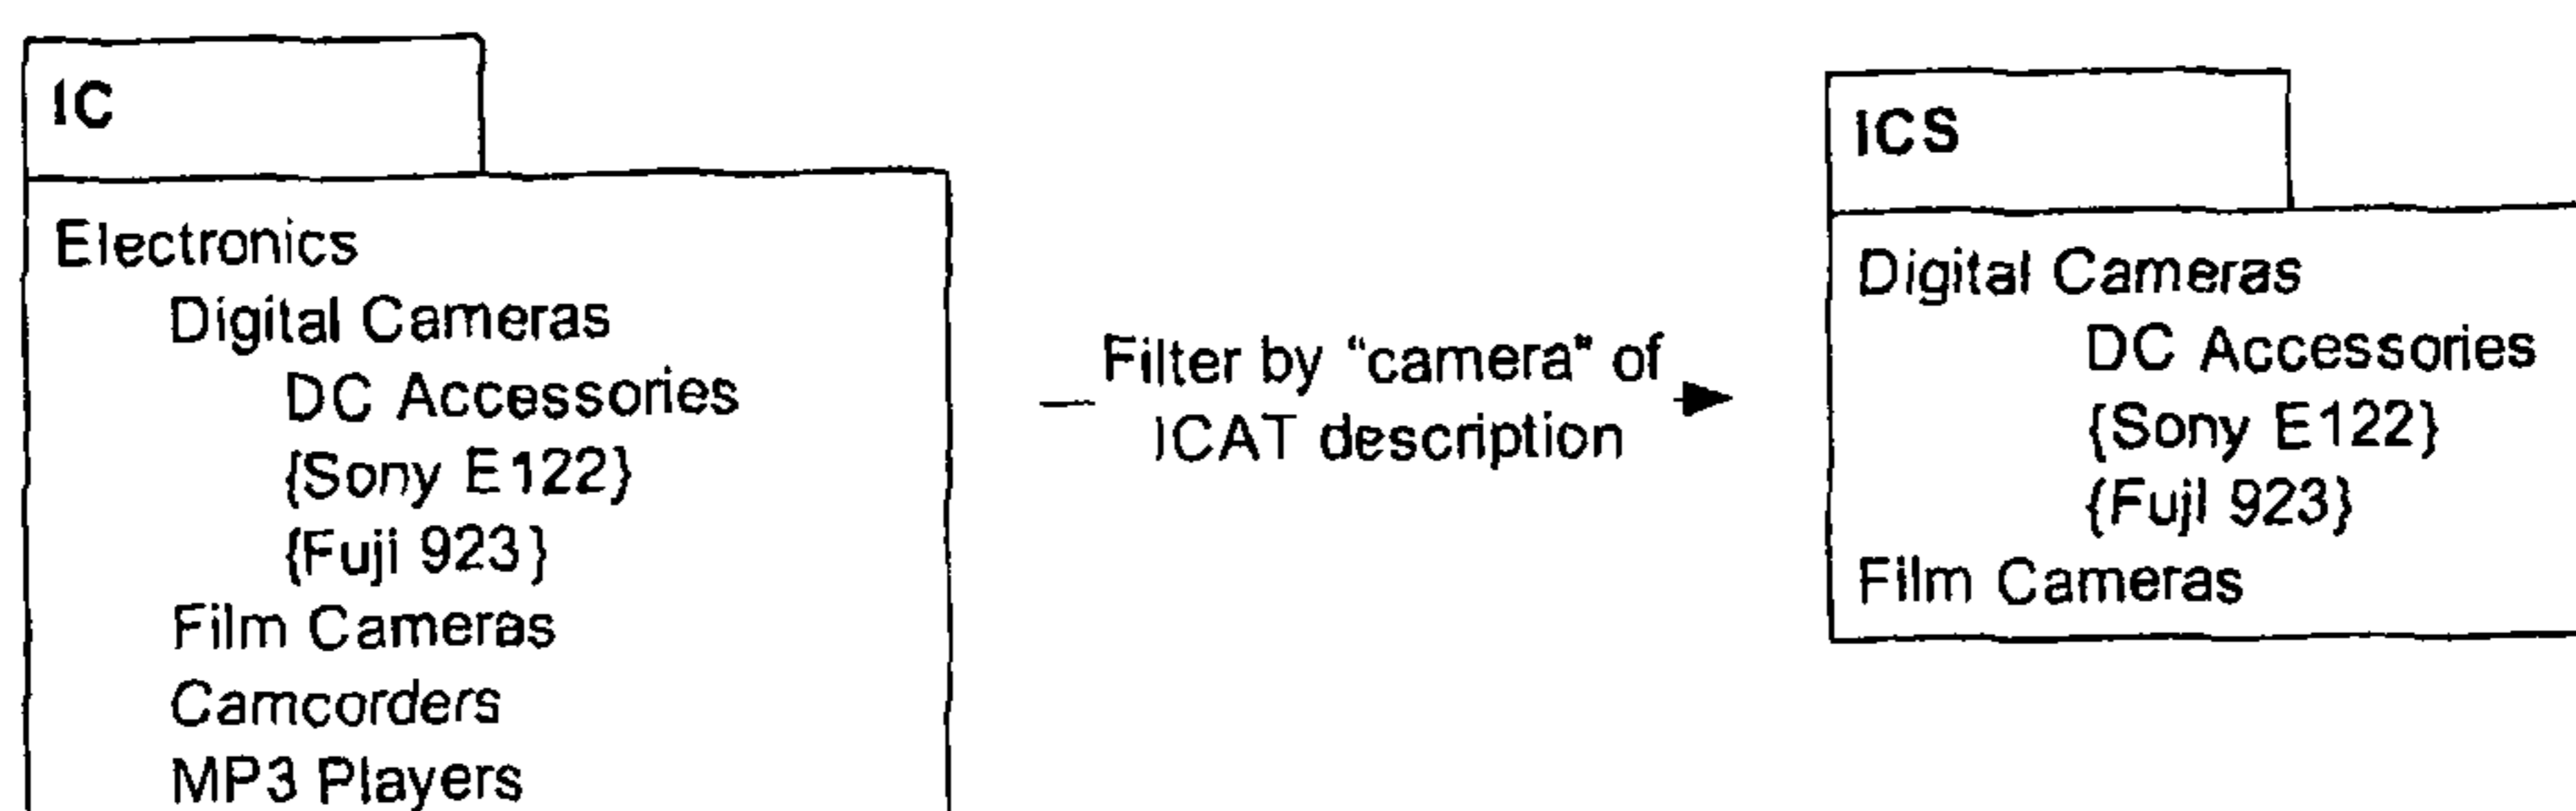 IC
Electronics
Digital Cameras
DC Accessories
{Sony E122}
{Fuji 923}
Film Cameras
Camcorders
MP3 Players
Filter by “camera” of
ICAT description
ICS
Digital Cameras
DC Accessories
{Sony E122}
{Fuji 923}
Film Cameras